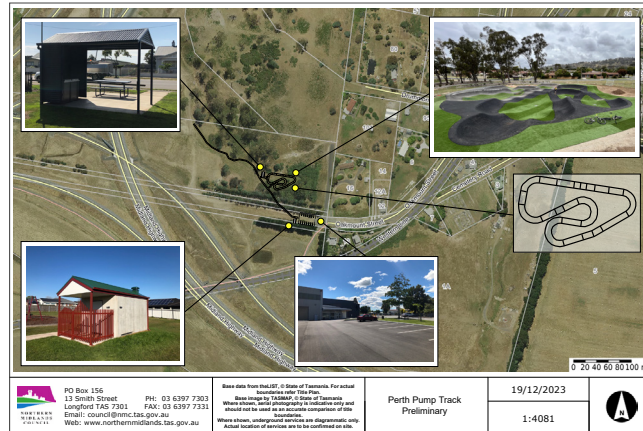 Oakmount Street
0 20 40 60 80 100 m
NORTHERN
MIDLANDS
COUNCIL
PO Box 156
13 Smith Street
Longford TAS 7301
Email: council@nmc.tas.gov.au
Web: www.northernmidlands.tas.gov.au
PH: 03 6397 7303
FAX: 03 6397 7331
Base data from theLIST, © State of Tasmania. For actual
boundaries refer Title Plan.
Base image by TASMAP, © State of Tasmania
Where shown, aerial photography is indicative only and
should not be used as an accurate comparison of title
boundaries.
Where shown, underground services are diagrammatic only.
Actual location of services are to be confirmed on site.
Perth Pump Track
Preliminary
19/12/2023
1:4081